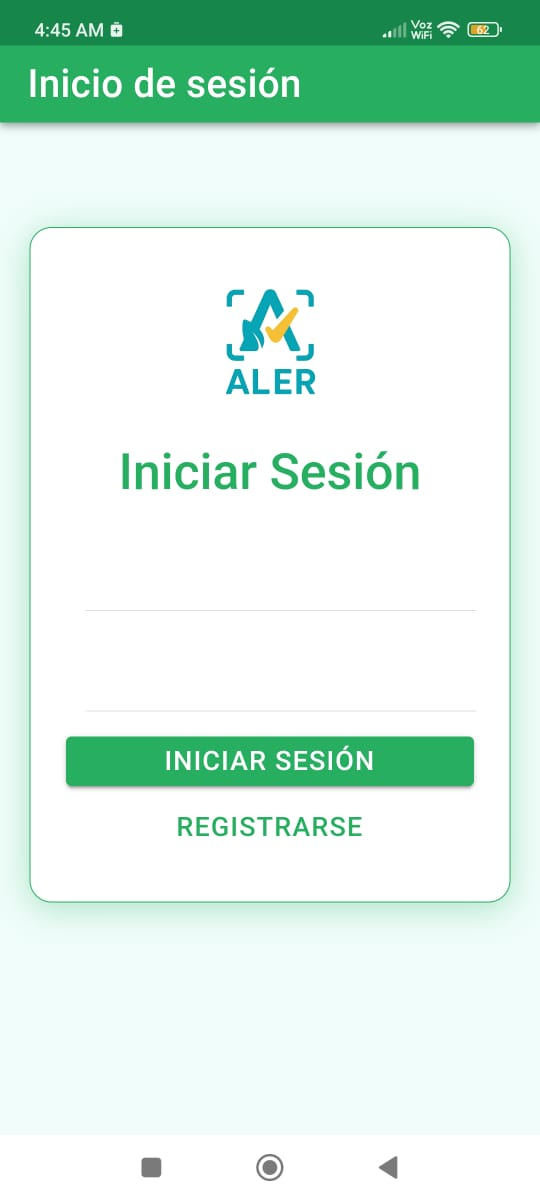 4:45 AM
Voz
WiFi
62
Inicio de sesión
ALER
Iniciar Sesión
INICIAR SESIÓN
REGISTRARSE